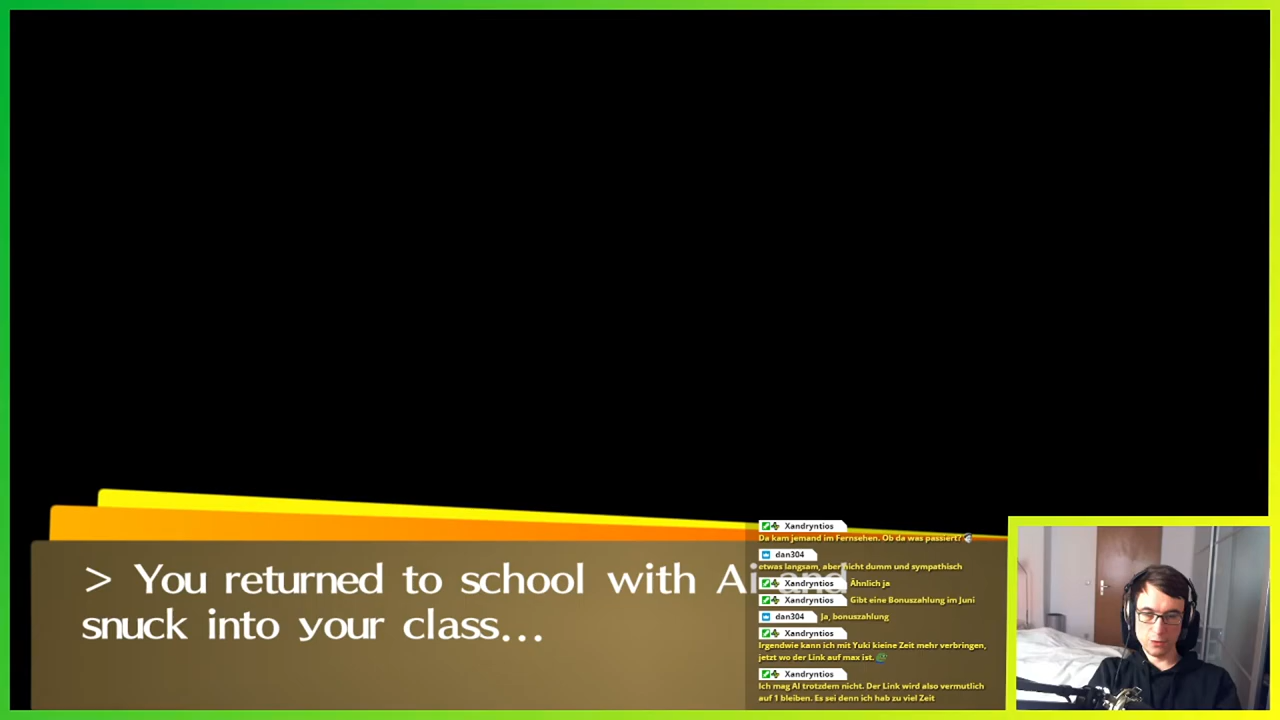 > You returned to school with Ai and
snuck into your class...
Xandryntios
Da kam jemand im Fernsehen. Ob da was passiert?
dan304
etwas langsam, aber nicht dumm und sympathisch
Xandryntios Ähnlich ja
Xandryntios Gibt eine Bonuszahlung im Juni
dan304 Ja, bonuszahlung
Xandryntios
Irgendwie kann ich mit Yuki kieine Zeit mehr verbringen,
jetzt wo der Link auf max ist.
Xandryntios
Ich mag AI trotzdem nicht. Der Link wird also vermutlich
auf 1 bleiben. Es sei denn ich hab zu viel Zeit